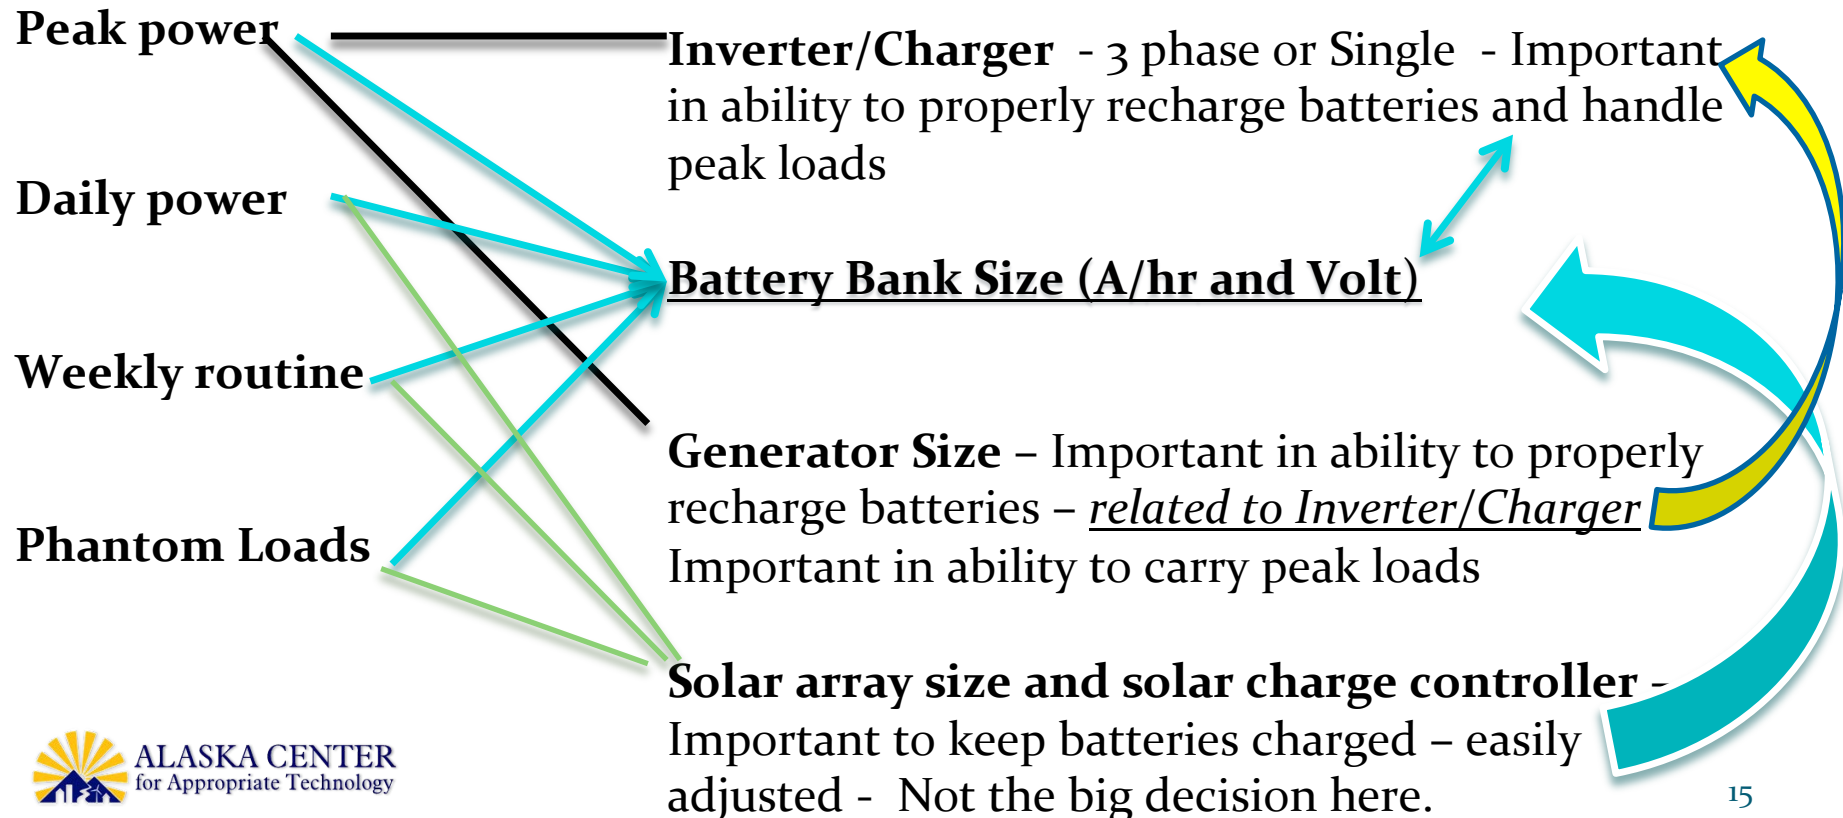 Peak power
Inverter/Charger - 3 phase or Single - Important
in ability to properly recharge batteries and handle
peak loads
Daily power
Battery Bank Size (A/hr and Volt)
Weekly routine
Generator Size – Important in ability to properly
recharge batteries – related to Inverter/Charger
Important in ability to carry peak loads
Phantom Loads
Solar array size and solar charge controller -
Important to keep batteries charged – easily
adjusted - Not the big decision here.
ALASKA CENTER
for Appropriate Technology
15